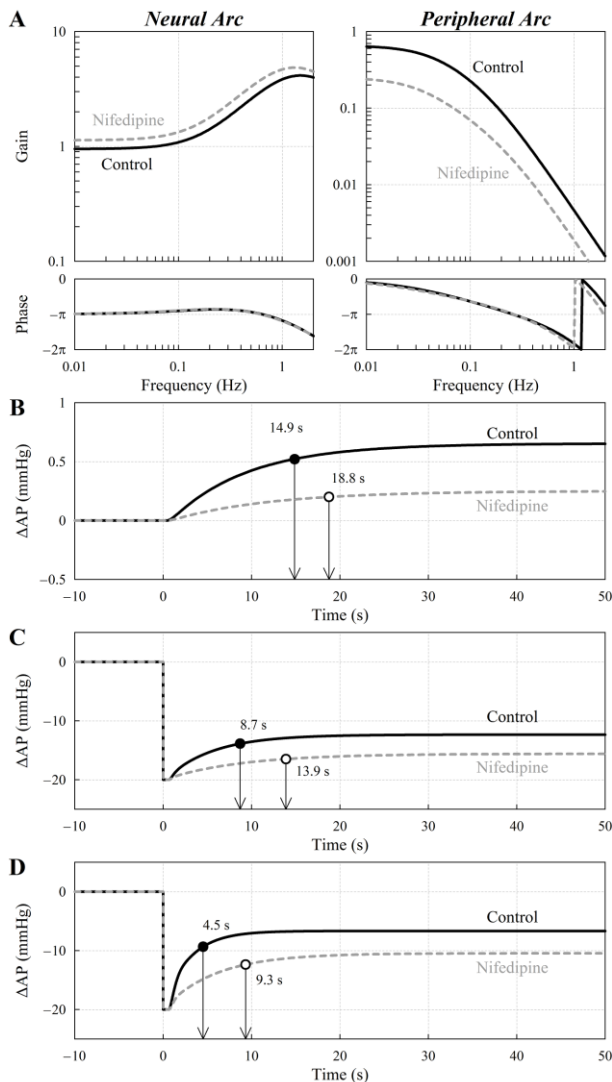 A
Neural Arc
Peripheral Arc
10
1
0.1
Gain
Nifedipine
Control
1
0.1
0.01
0.001
Control
Nifedipine
0
−π
−2π
Phase
0.01
0.1
1
Frequency (Hz)
0
−π
−2π
0.01
0.1
1
Frequency (Hz)
B
1
0.5
0
−0.5
ΔAP (mmHg)
14.9 s
18.8 s
Control
Nifedipine
−10
0
10
20
30
40
50
Time (s)
C
0
−10
−20
ΔAP (mmHg)
8.7 s
13.9 s
Control
Nifedipine
−10
0
10
20
30
40
50
Time (s)
D
0
−10
−20
ΔAP (mmHg)
4.5 s
9.3 s
Control
Nifedipine
−10
0
10
20
30
40
50
Time (s)